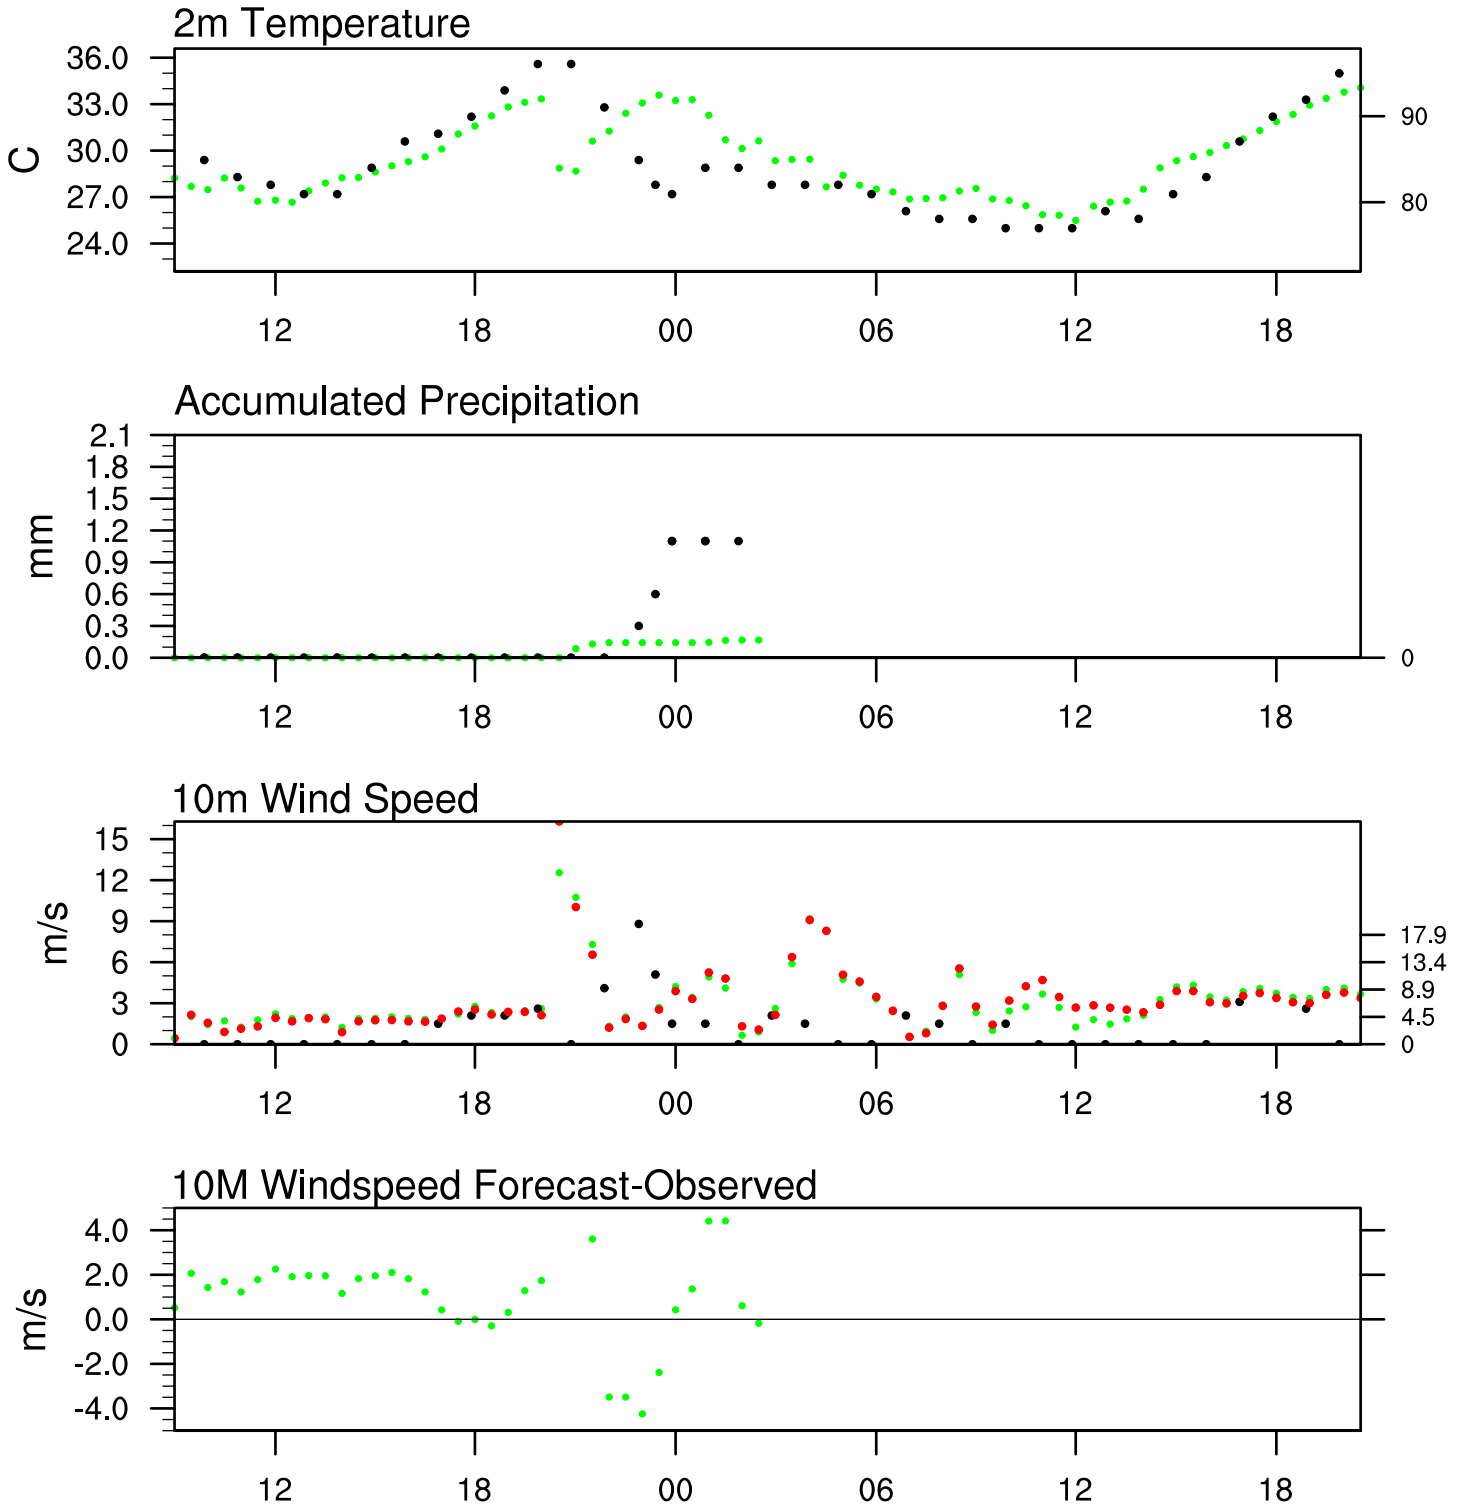 2m Temperature
36.0
33.0
30.0
27.0
24.0
C
90
80
12 18 00 06 12 18
Accumulated Precipitation
2.1
1.8
1.5
1.2
0.9
0.6
0.3
0.0
mm
0
12 18 00 06 12 18
10m Wind Speed
15
12
9
6
3
0
m/s
17.9
13.4
8.9
4.5
0
12 18 00 06 12 18
10M Windspeed Forecast-Observed
4.0
2.0
0.0
-2.0
-4.0
m/s
12 18 00 06 12 18